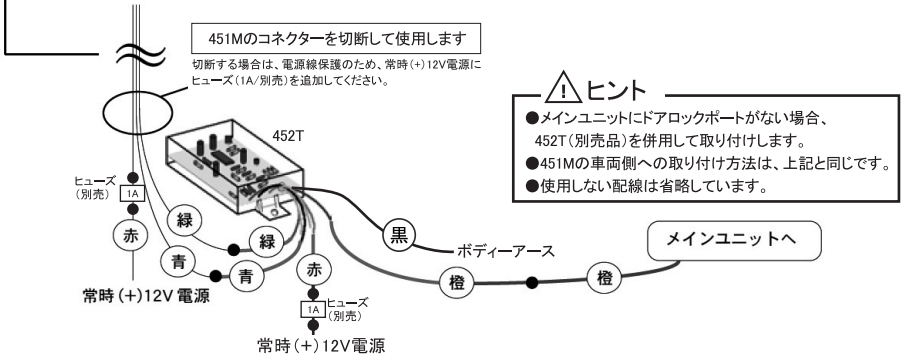 451Mのコネクターを切断して使用します
切断する場合は、電源線保護のため、常時(+)12V電源に
ヒューズ(1A/別売)を追加してください。
452T
ヒント
●メインユニットにドアロックポートがない場合、
452T(別売品)を併用して取り付けします。
●451Mの車両側への取り付け方法は、上記と同じです。
●使用しない配線は省略しています。
ヒューズ
(別売)
1A
赤
緑
緑
青
青
赤
黒
ボディーアース
橙
橙
メインユニットへ
常時(+)12V電源
1A
ヒューズ
(別売)
常時(+)12V電源